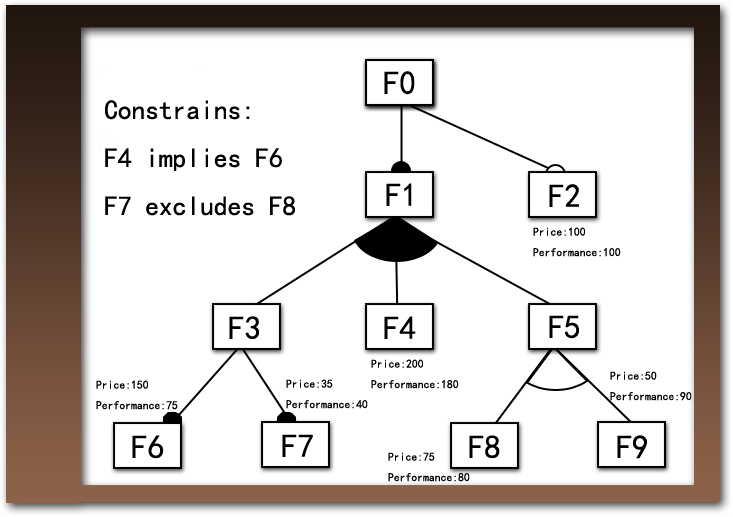 F0
Constrains:
F4 implies F6
F7 excludes F8
F1
F2
Price:100
Performance:100
F3
F4
F5
Price:200
Performance:180
Price:150
Performance:75
Price:35
Performance:40
Price:50
Performance:90
F6
F7
F8
F9
Price:75
Performance:80